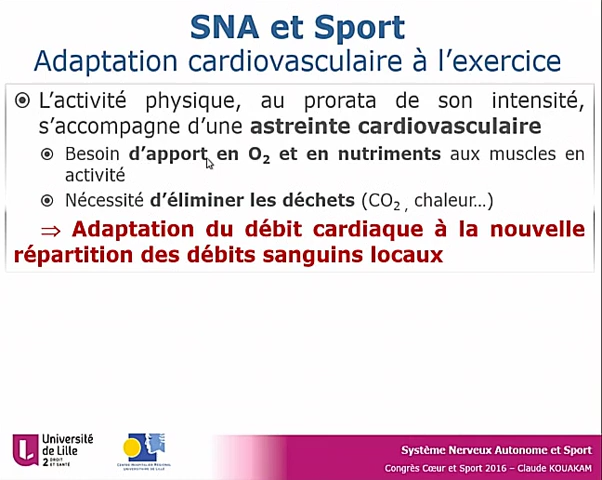 SNA et Sport
Adaptation cardiovasculaire à l'exercice
L'activité physique, au prorata de son intensité,
s'accompagne d'une astreinte cardiovasculaire
Besoin d'apport en O₂ et en nutriments aux muscles en
activité
Nécessité d'éliminer les déchets (CO₂ , chaleur...)
⇒ Adaptation du débit cardiaque à la nouvelle
répartition des débits sanguins locaux
Université
de Lille
2 DROIT
ET SANTÉ
CENTRE HOSPITALIER REGIONAL
UNIVERSITAIRE DE LILLE
Système Nerveux Autonome et Sport
Congrès Cœur et Sport 2016 – Claude KOUAKAM